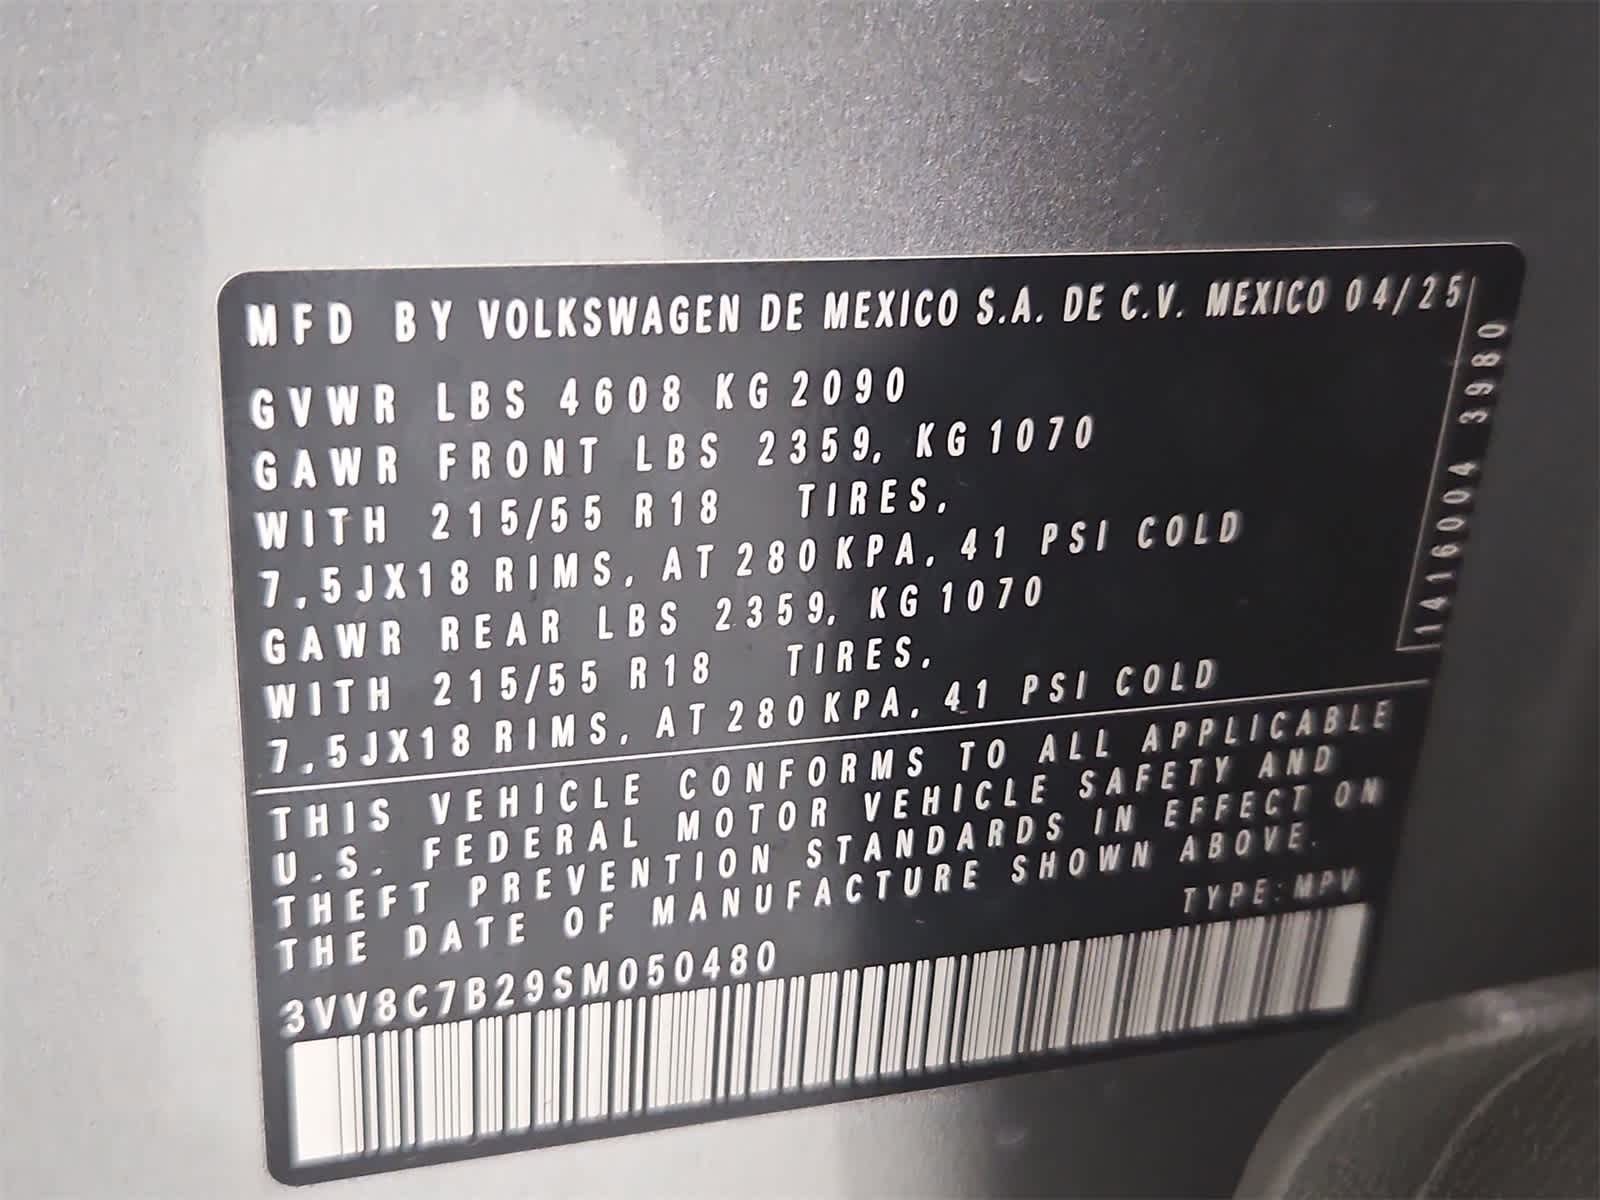 MFD BY VOLKSWAGEN DE MEXICO S.A. DE C.V. MEXICO 04/25
GVWR LBS 4608 KG 2090
GAWR FRONT LBS 2359, KG 1070
WITH 215/55 R18 TIRES,
7,5JX18 RIMS, AT 280 KPA, 41 PSI COLD
GAWR REAR LBS 2359, KG 1070
WITH 215/55 R18 TIRES,
7,5JX18 RIMS, AT 280 KPA, 41 PSI COLD
1416004 3980
THIS VEHICLE CONFORMS TO ALL APPLICABLE
U.S. FEDERAL MOTOR VEHICLE SAFETY AND
THEFT PREVENTION STANDARDS IN EFFECT ON
THE DATE OF MANUFACTURE SHOWN ABOVE.
TYPE: MPV
3VV8C7B29SM050480